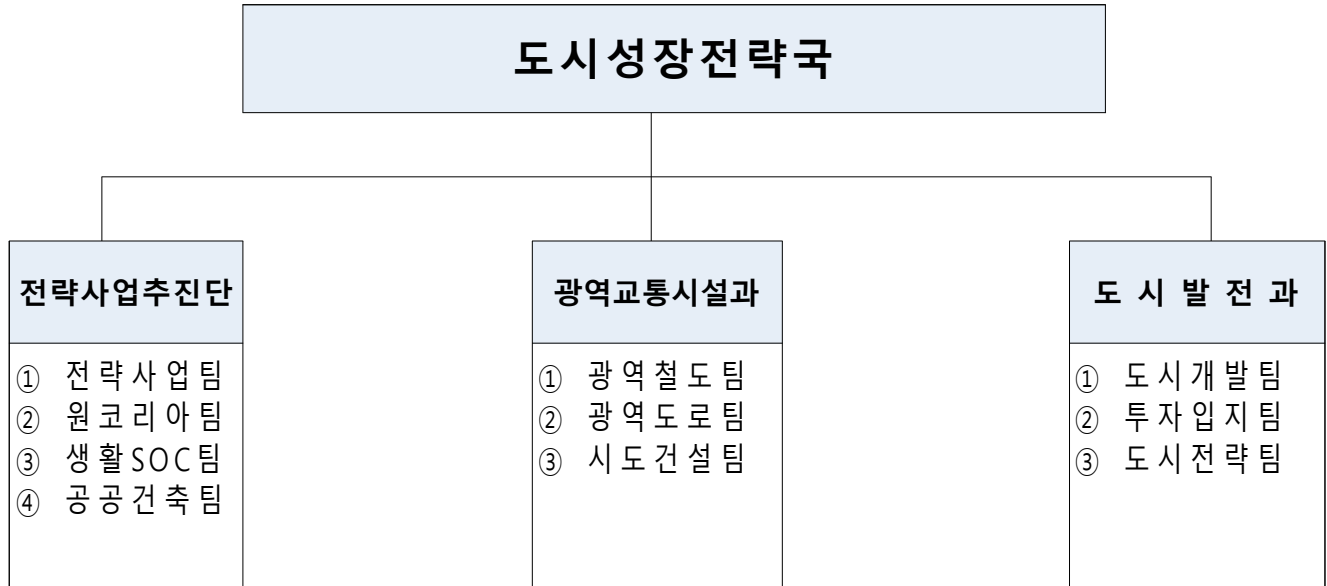 도시성장전략국
전략사업추진단
① 전략사업팀
② 원코리아팀
③ 생활SOC팀
④ 공공건축팀
광역교통시설과
① 광역철도팀
② 광역도로팀
③ 시도건설팀
도시발전과
① 도시개발팀
② 투자입지팀
③ 도시전략팀